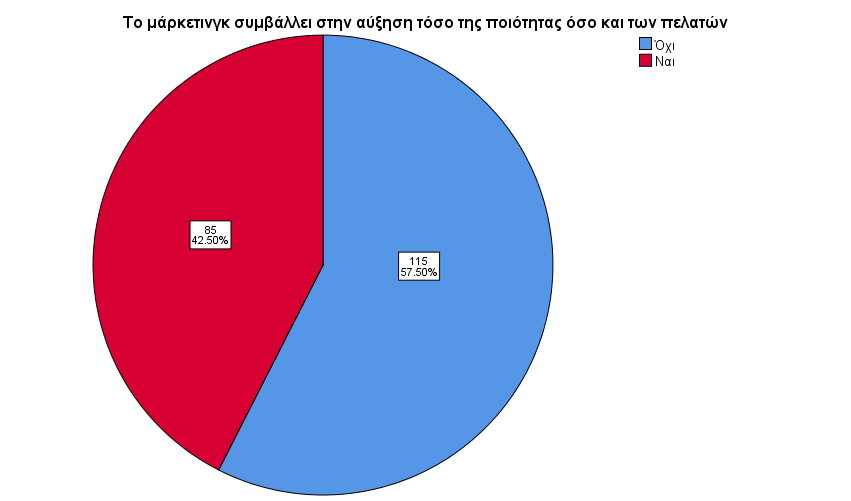 Το μάρκετινγκ συμβάλλει στην αύξηση τόσο της ποιότητας όσο και των πελατών
Όχι
Ναι
85
42.50%
115
57.50%